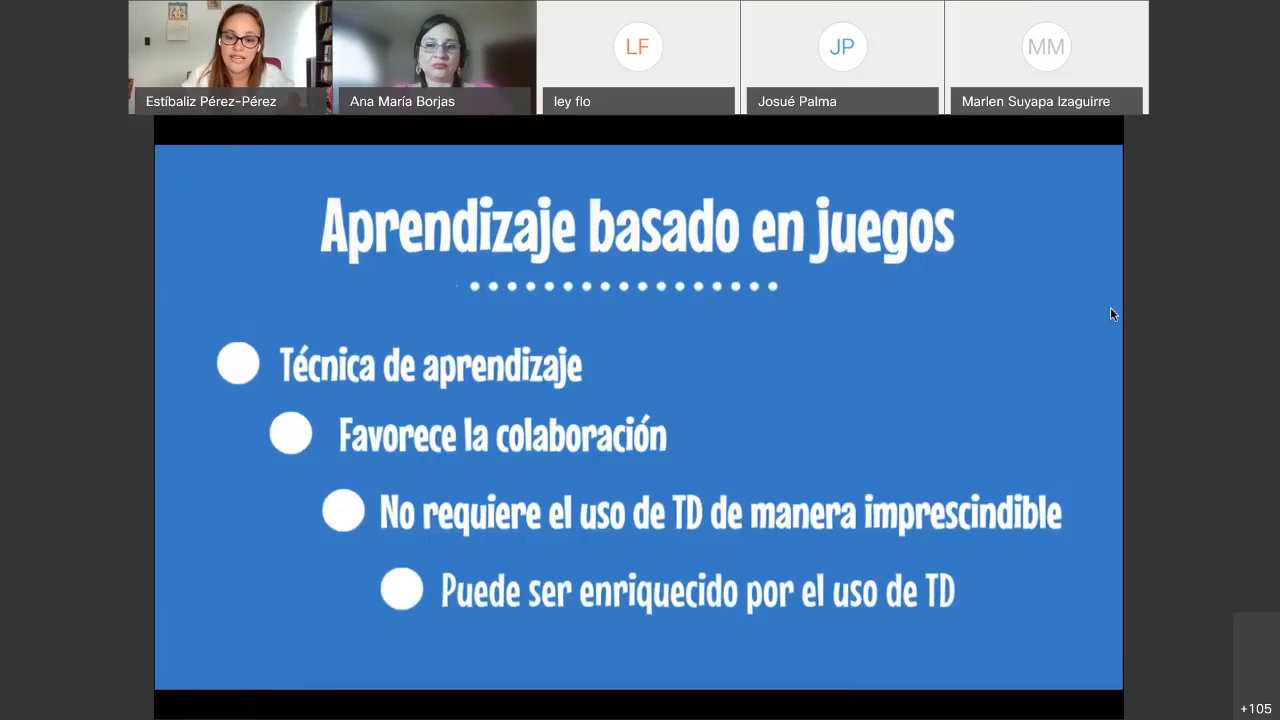 LF
JP
MM
Estíbaliz Pérez-Pérez
Ana María Borjas
ley flo
Josué Palma
Marlen Suyapa Izaguirre
Aprendizaje basado en juegos
Técnica de aprendizaje
Favorece la colaboración
No requiere el uso de TD de manera imprescindible
Puede ser enriquecido por el uso de TD
+105